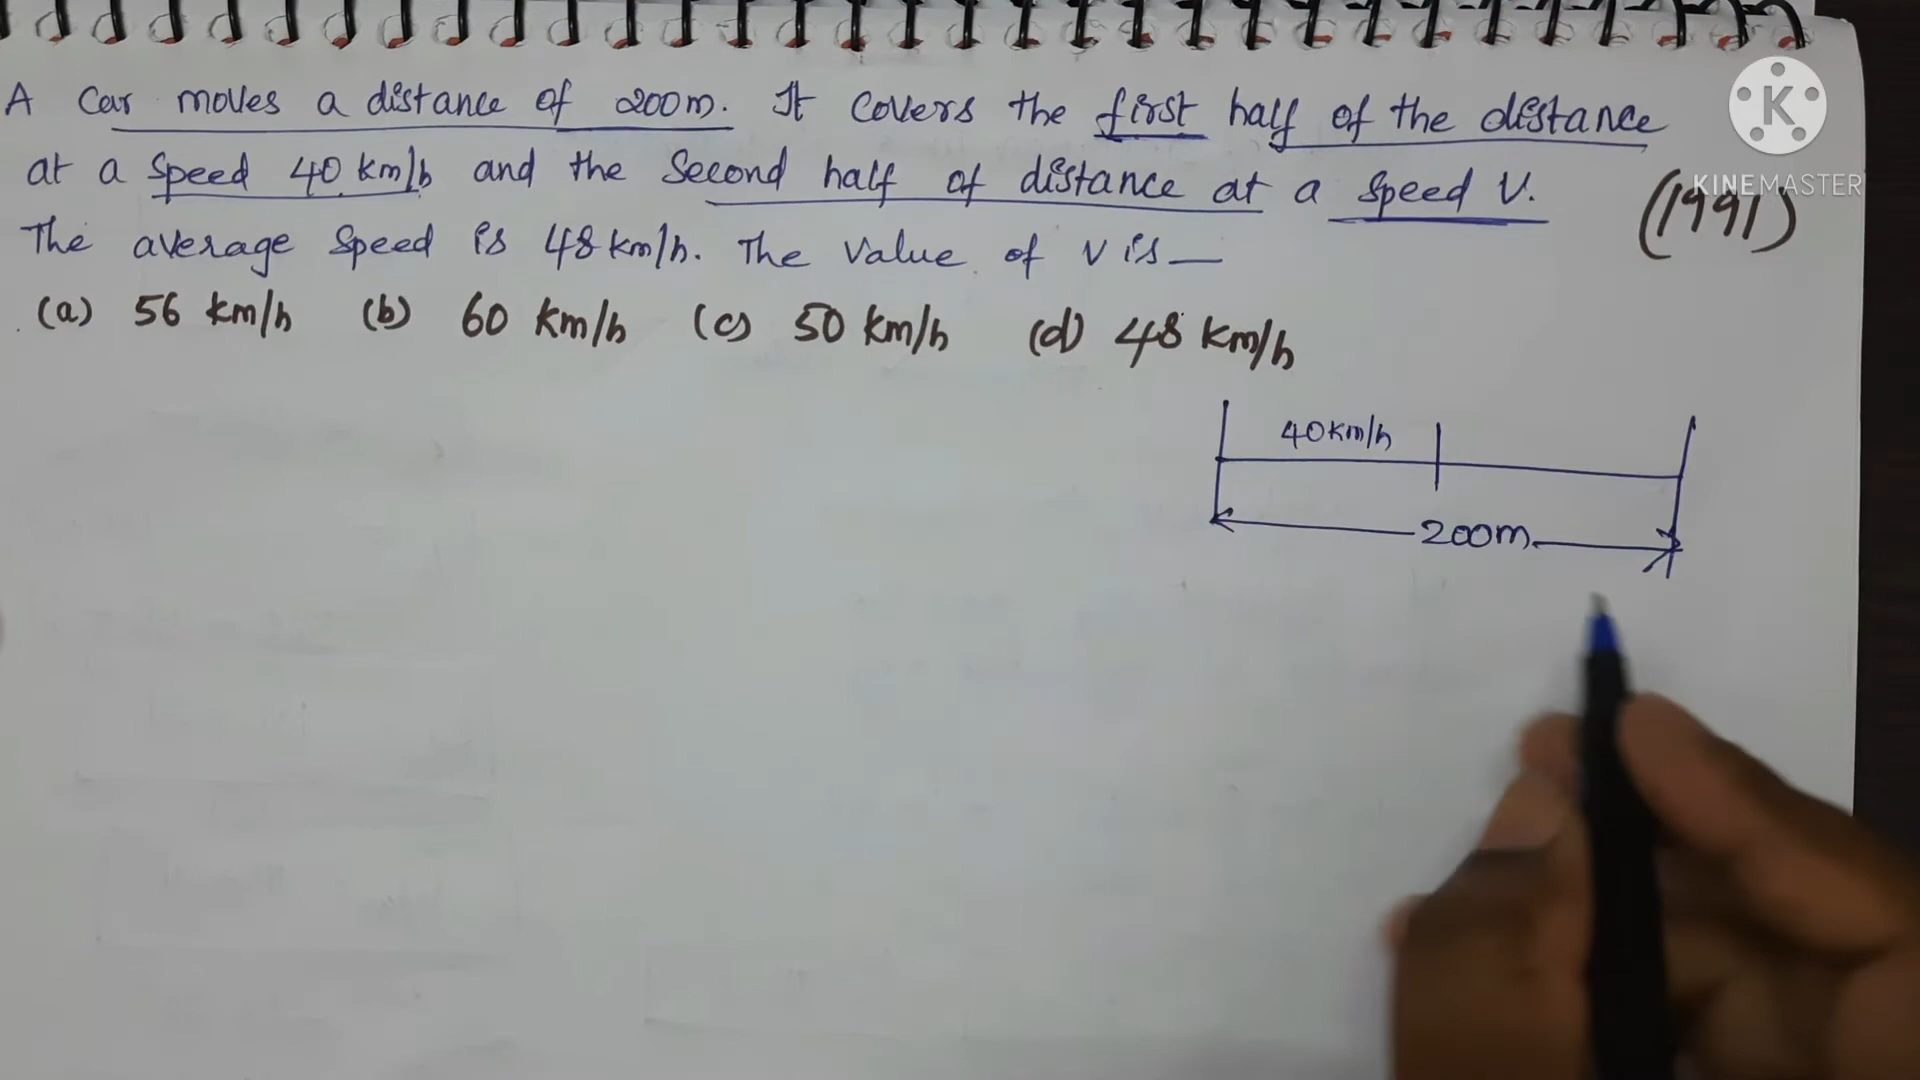 A Car moves a distance of 200m. It covers the first half of the distance
at a speed 40 km/h and the second half of distance at a speed V.
The average speed is 48 km/h. The value of v is —
(a) 56 km/h (b) 60 km/h (c) 50 km/h (d) 48 km/h
(1991)
K
KINEMASTER
40km/h
200m